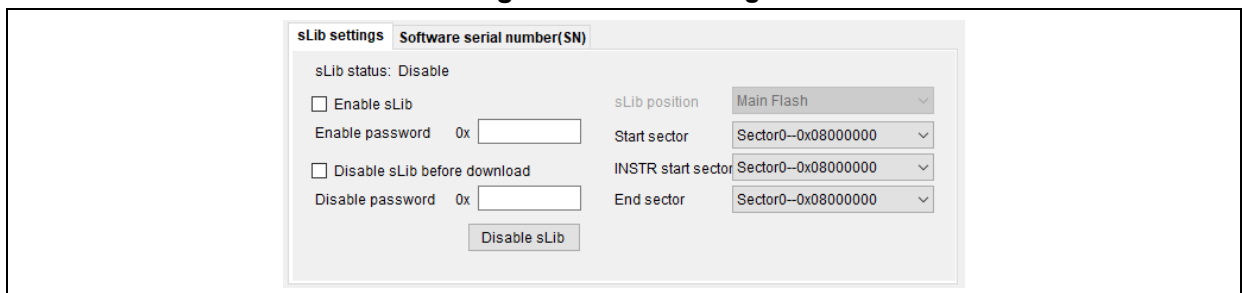 sLib settings Software serial number(SN)
sLib status: Disable
Enable sLib
Enable password 0x
Disable sLib before download
Disable password 0x
Disable sLib
sLib position Main Flash
Start sector Sector0--0x08000000
INSTR start sector Sector0--0x08000000
End sector Sector0--0x08000000